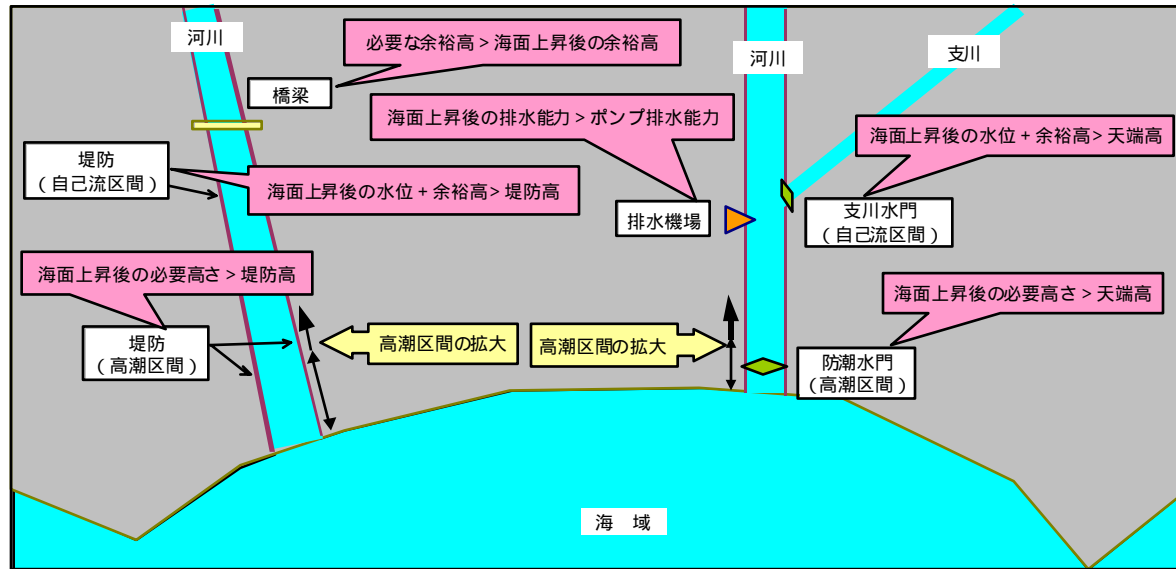 河川
必要な余裕高 > 海面上昇後の余裕高
河川
支川
橋梁
海面上昇後の排水能力 > ポンプ排水能力
海面上昇後の水位 + 余裕高 > 天端高
堤防
(自己流区間)
海面上昇後の水位 + 余裕高 > 堤防高
排水機場
支川水門
(自己流区間)
海面上昇後の必要高さ > 堤防高
海面上昇後の必要高さ > 天端高
堤防
(高潮区間)
高潮区間の拡大
高潮区間の拡大
防潮水門
(高潮区間)
海 域